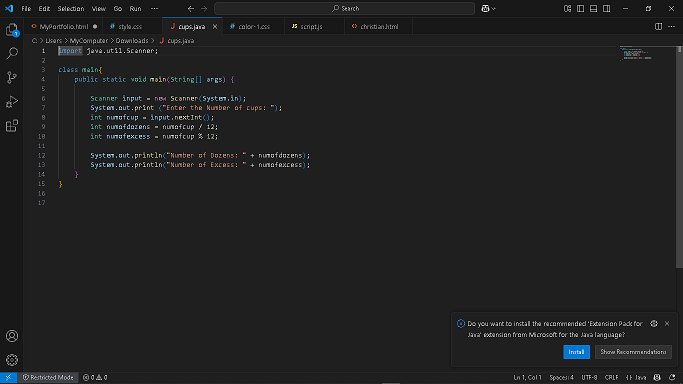 File Edit Selection View Go Run ··· Search
MyPortfolio.html style.css cups.java color-1.css script.js christian.html
C: > Users > MyComputer > Downloads > cups.java
1 import java.util.Scanner;
2
3 class main{
4 public static void main(String[] args) {
5
6 Scanner input = new Scanner(System.in);
7 System.out.print ("Enter the Number of cups: ");
8 int numofcup = input.nextInt();
9 int numofdozens = numofcup / 12;
10 int numofexcess = numofcup % 12;
11
12 System.out.println("Number of Dozens: " + numofdozens);
13 System.out.println("Number of Excess: " + numofexcess);
14 }
15 }
16
17
Do you want to install the recommended 'Extension Pack for
Java' extension from Microsoft for the Java language?
Install Show Recommendations
Restricted Mode 0 0 Ln 1, Col 1 Spaces: 4 UTF-8 CRLF {} Java